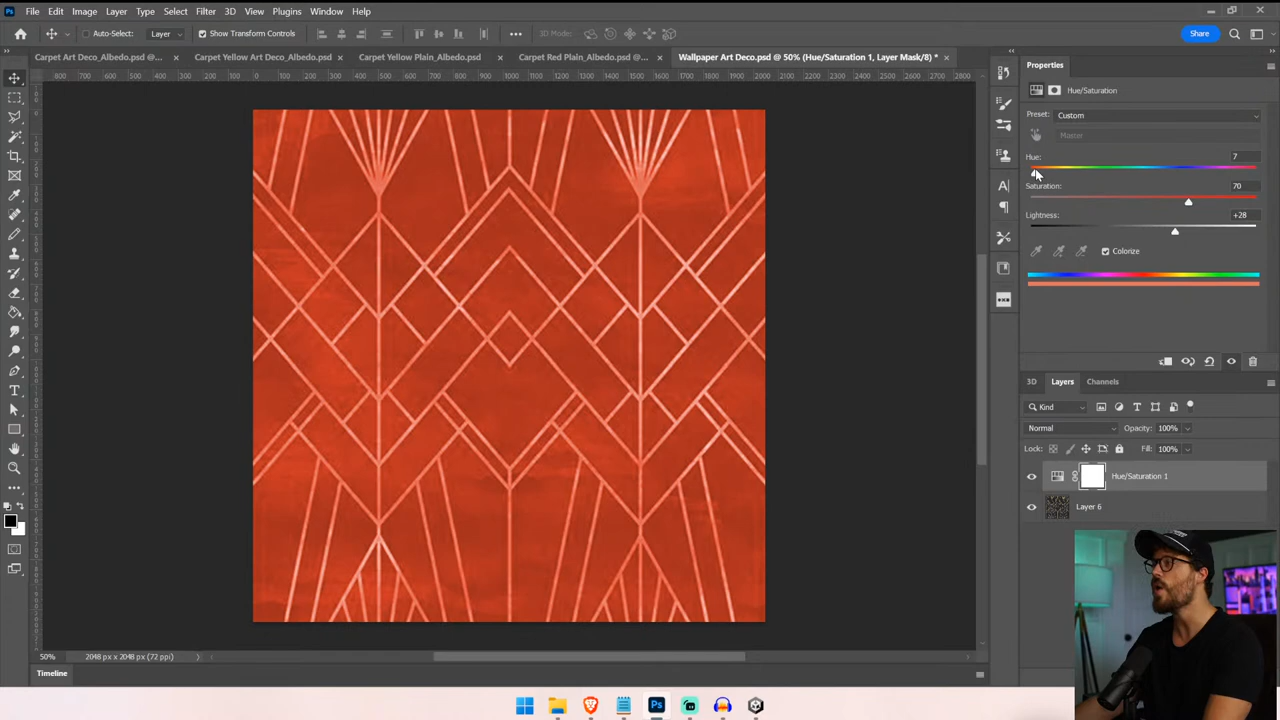 Ps File Edit Image Layer Type Select Filter 3D View Plugins Window Help
Auto-Select: Layer Show Transform Controls 3D Mode: Share
Carpet Art Deco_Albedo.psd @... × Carpet Yellow Art Deco_Albedo.psd × Carpet Yellow Plain_Albedo.psd × Carpet Red Plain_Albedo.psd @... × Wallpaper Art Deco.psd @ 50% (Hue/Saturation 1, Layer Mask/8) * ×
Properties
Hue/Saturation
Preset: Custom
Master
Hue: 7
Saturation: 70
Lightness: +28
Colorize
3D Layers Channels
Kind
Normal Opacity: 100%
Lock: Fill: 100%
Hue/Saturation 1
Layer 6
50% 2048 px x 2048 px (72 ppi)
Timeline
Ps